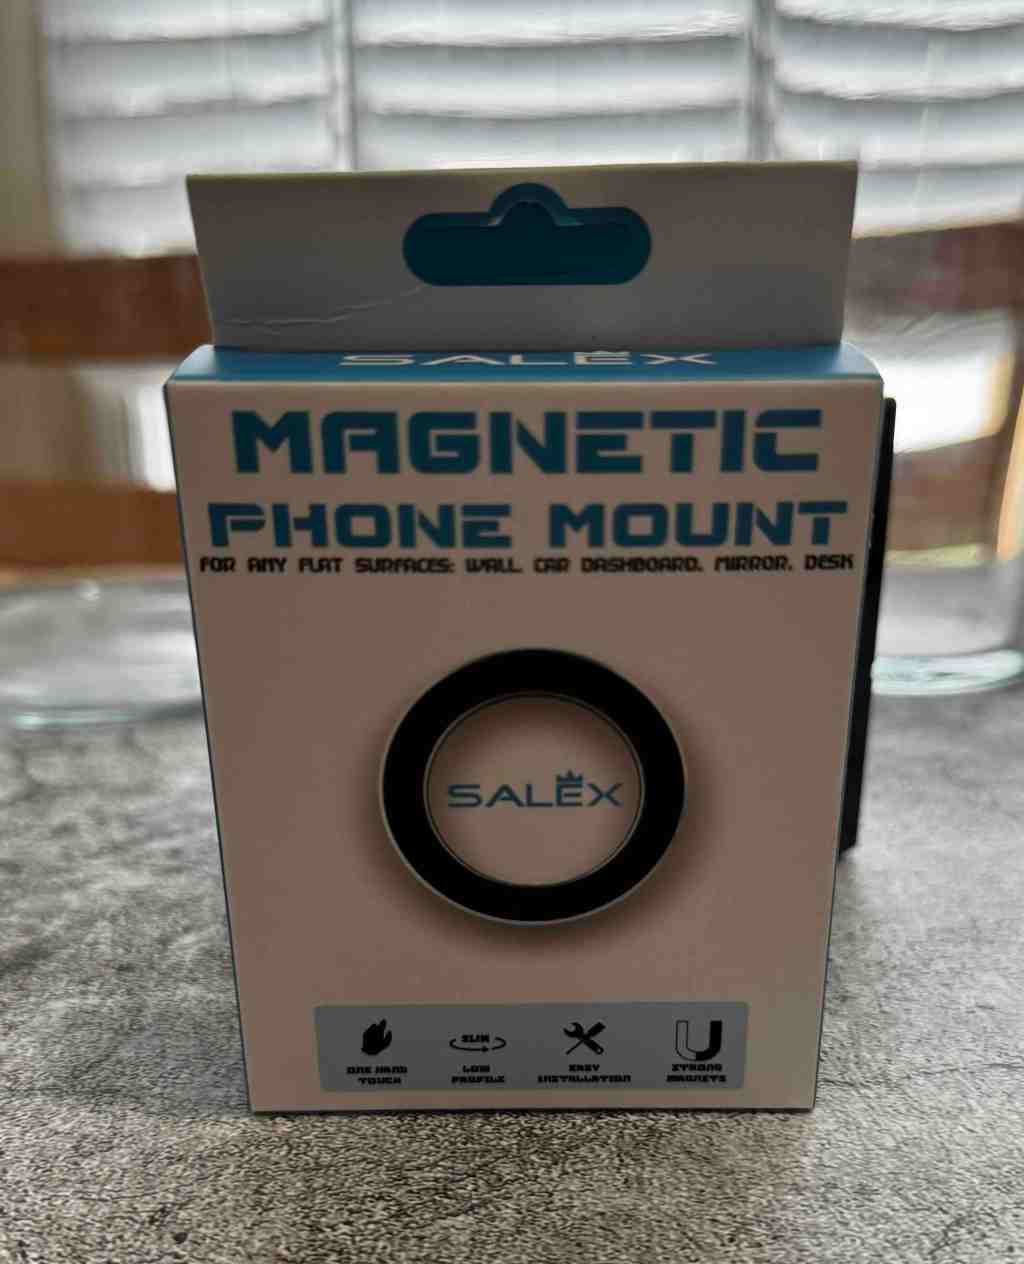 SALEX
MAGNETIC
PHONE MOUNT
FOR ANY FLAT SURFACES: WALL, CAR DASHBOARD, MIRROR, DESK
SALEX
ONE HAND
TOUCH
SLIM
LOW
PROFILE
EASY
INSTALLATION
STRONG
MAGNETS